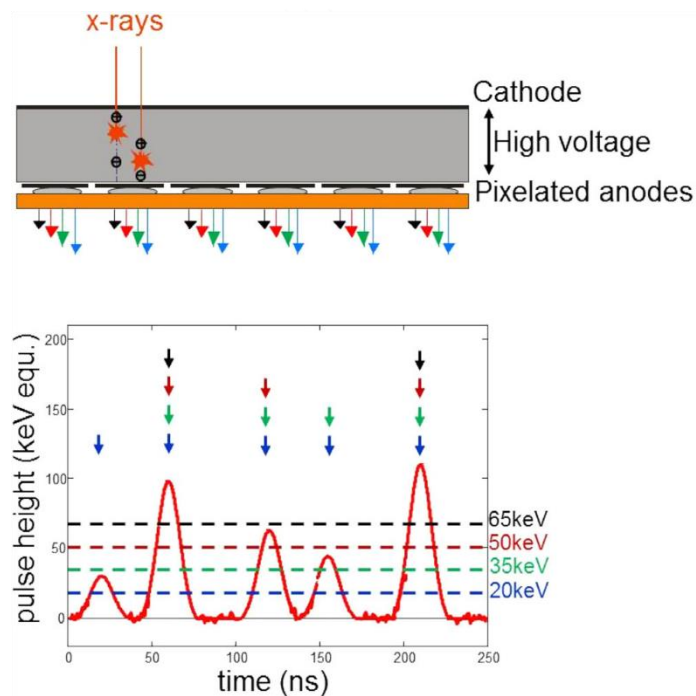 x-rays
Cathode
High voltage
Pixelated anodes
pulse height (keV equ.)
200
150
100
50
0
65keV
50keV
35keV
20keV
0 50 100 150 200 250
time (ns)